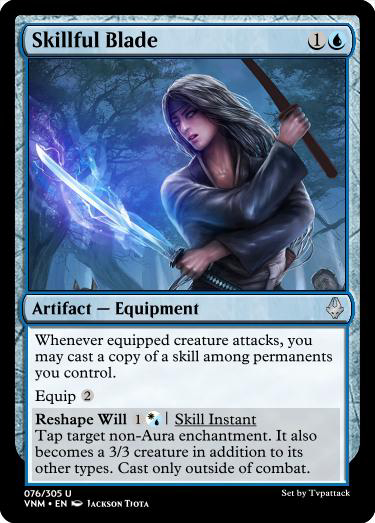 Skillful Blade 1
Artifact — Equipment
Whenever equipped creature attacks, you
may cast a copy of a skill among permanents
you control.
Equip 2
Reshape Will 1 | Skill Instant
Tap target non-Aura enchantment. It also
becomes a 3/3 creature in addition to its
other types. Cast only outside of combat.
076/305 U
Set by Tvpattack
VNM • EN Jackson Tjota